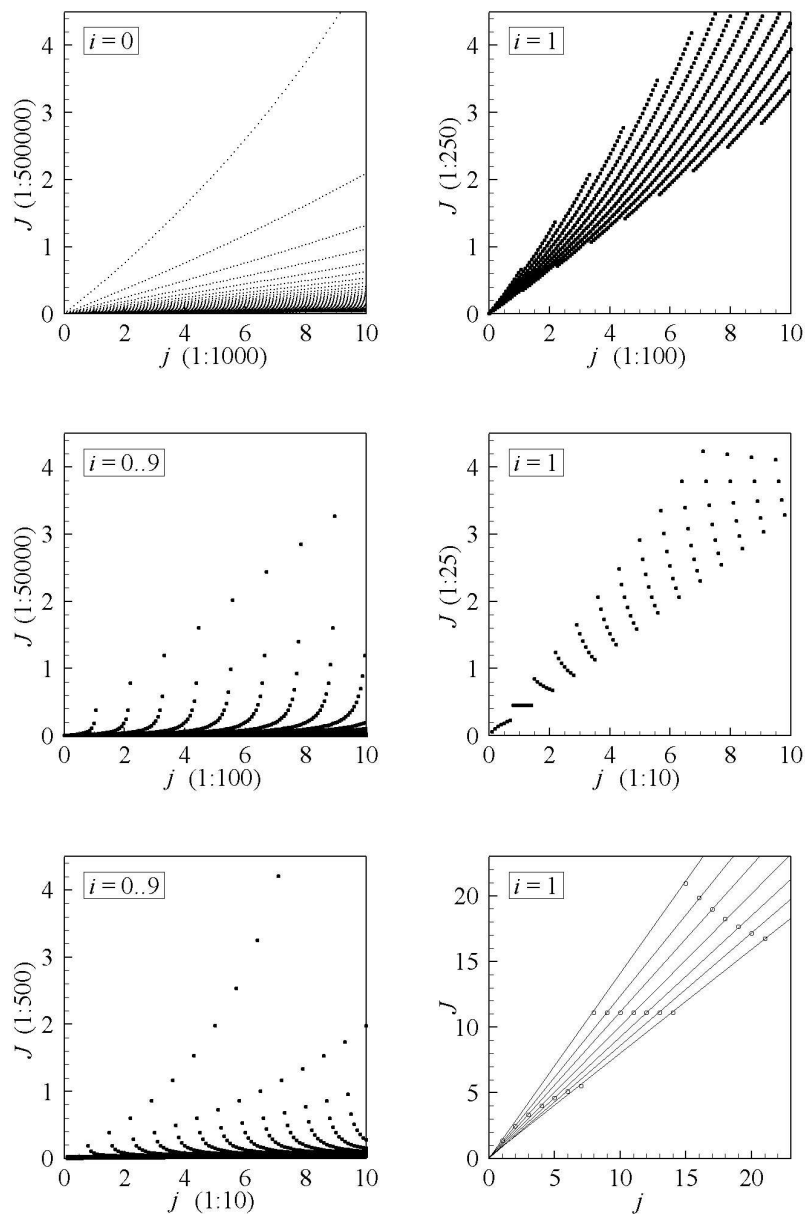 i = 0
J (1:500000)
4
3
2
1
0
0 2 4 6 8 10
j (1:1000)
i = 1
J (1:250)
4
3
2
1
0
0 2 4 6 8 10
j (1:100)
i = 0..9
J (1:50000)
4
3
2
1
0
0 2 4 6 8 10
j (1:100)
i = 1
J (1:25)
4
3
2
1
0
0 2 4 6 8 10
j (1:10)
i = 0..9
J (1:500)
4
3
2
1
0
0 2 4 6 8 10
j (1:10)
i = 1
J
20
15
10
5
0
0 5 10 15 20
j